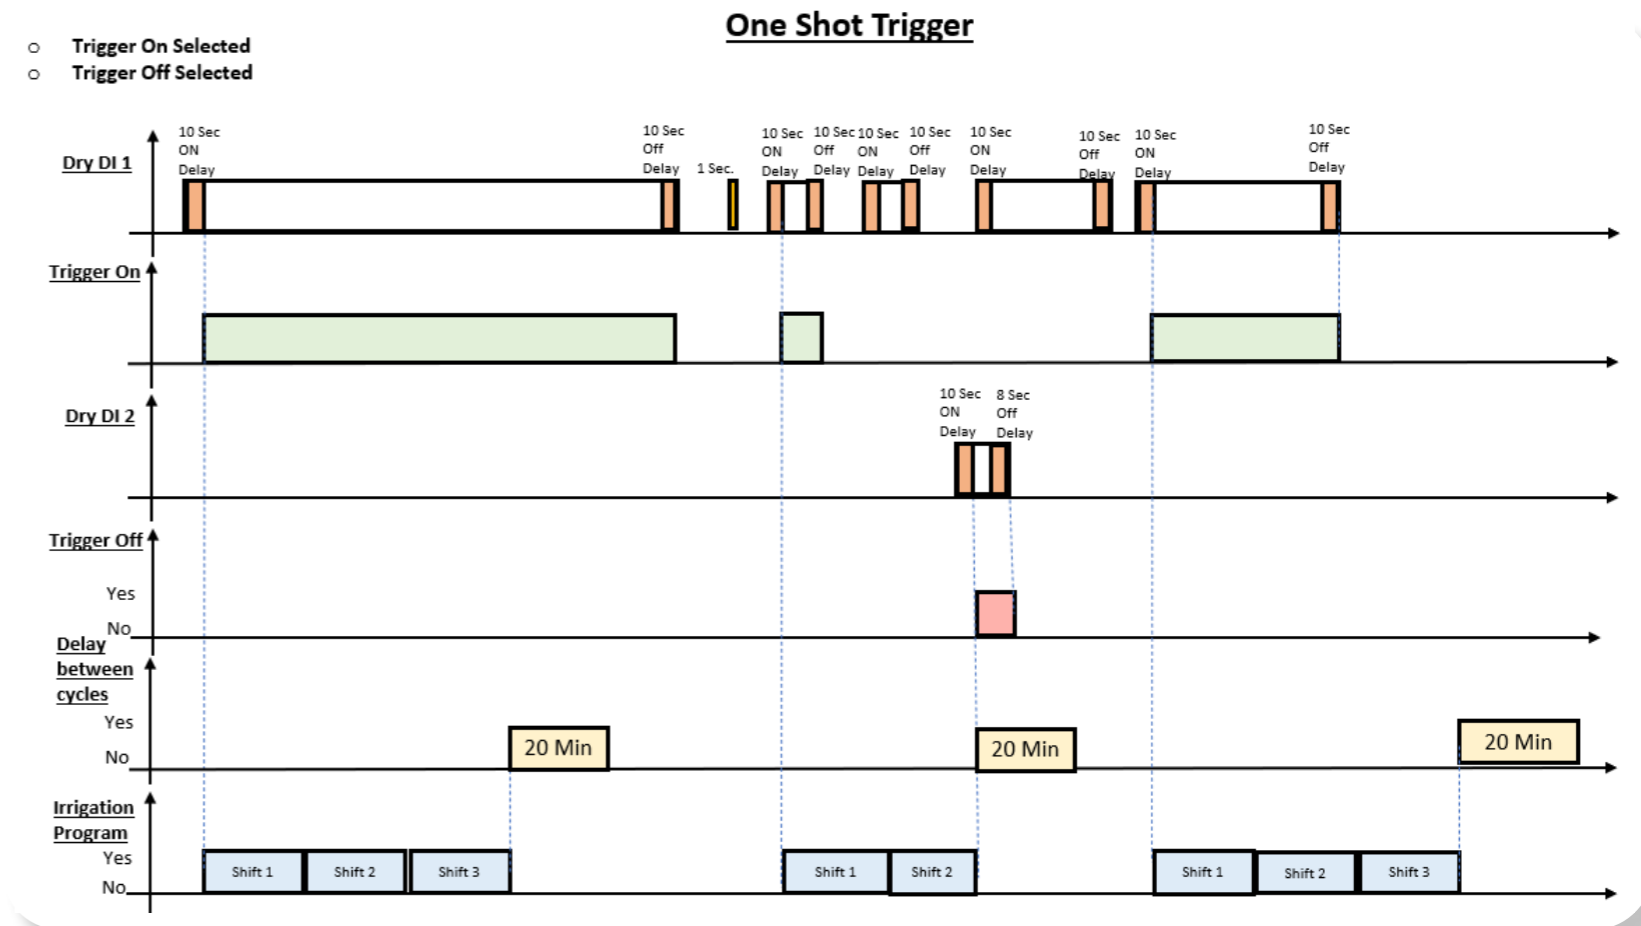 One Shot Trigger
Trigger On Selected
Trigger Off Selected
Dry DI 1
10 Sec
ON
Delay
10 Sec
Off
Delay
1 Sec.
10 Sec
ON
Delay
10 Sec
Off
Delay
10 Sec
ON
Delay
10 Sec
Off
Delay
10 Sec
ON
Delay
10 Sec
Off
Delay
10 Sec
ON
Delay
10 Sec
Off
Delay
Trigger On
Dry DI 2
10 Sec
ON
Delay
8 Sec
Off
Delay
Trigger Off
Yes
No
Delay
between
cycles
Yes
No
20 Min
20 Min
20 Min
Irrigation
Program
Yes
No
Shift 1
Shift 2
Shift 3
Shift 1
Shift 2
Shift 1
Shift 2
Shift 3